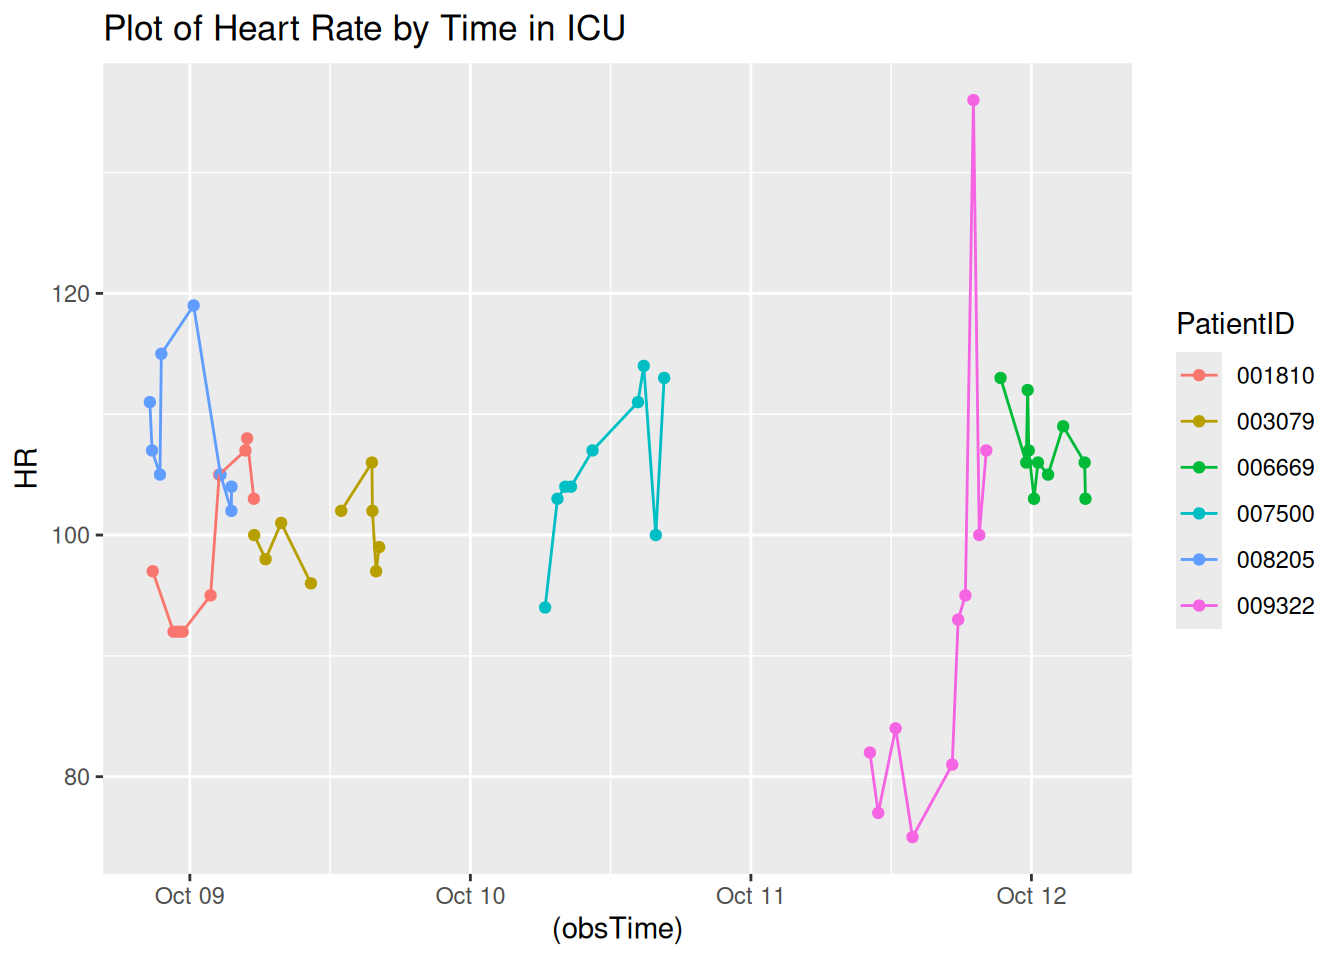 Plot of Heart Rate by Time in ICU
120
100
80
HR
Oct 09
Oct 10
Oct 11
Oct 12
(obsTime)
PatientID
001810
003079
006669
007500
008205
009322